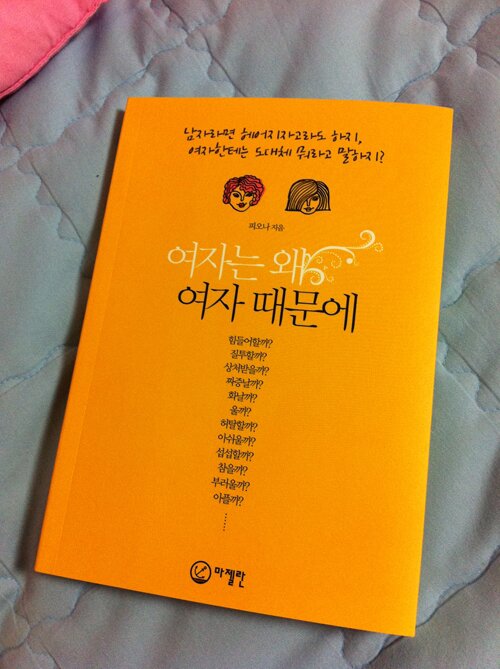 남자라면 헤어지자고라도 하지,
여자한테는 도대체 뭐라고 말하지?
피오나 지음
여자는 왜
여자 때문에
힘들어할까?
질투할까?
상처받을까?
짜증날까?
화날까?
울까?
허탈할까?
아쉬울까?
섭섭할까?
참을까?
부러울까?
아플까?
......
마젤란